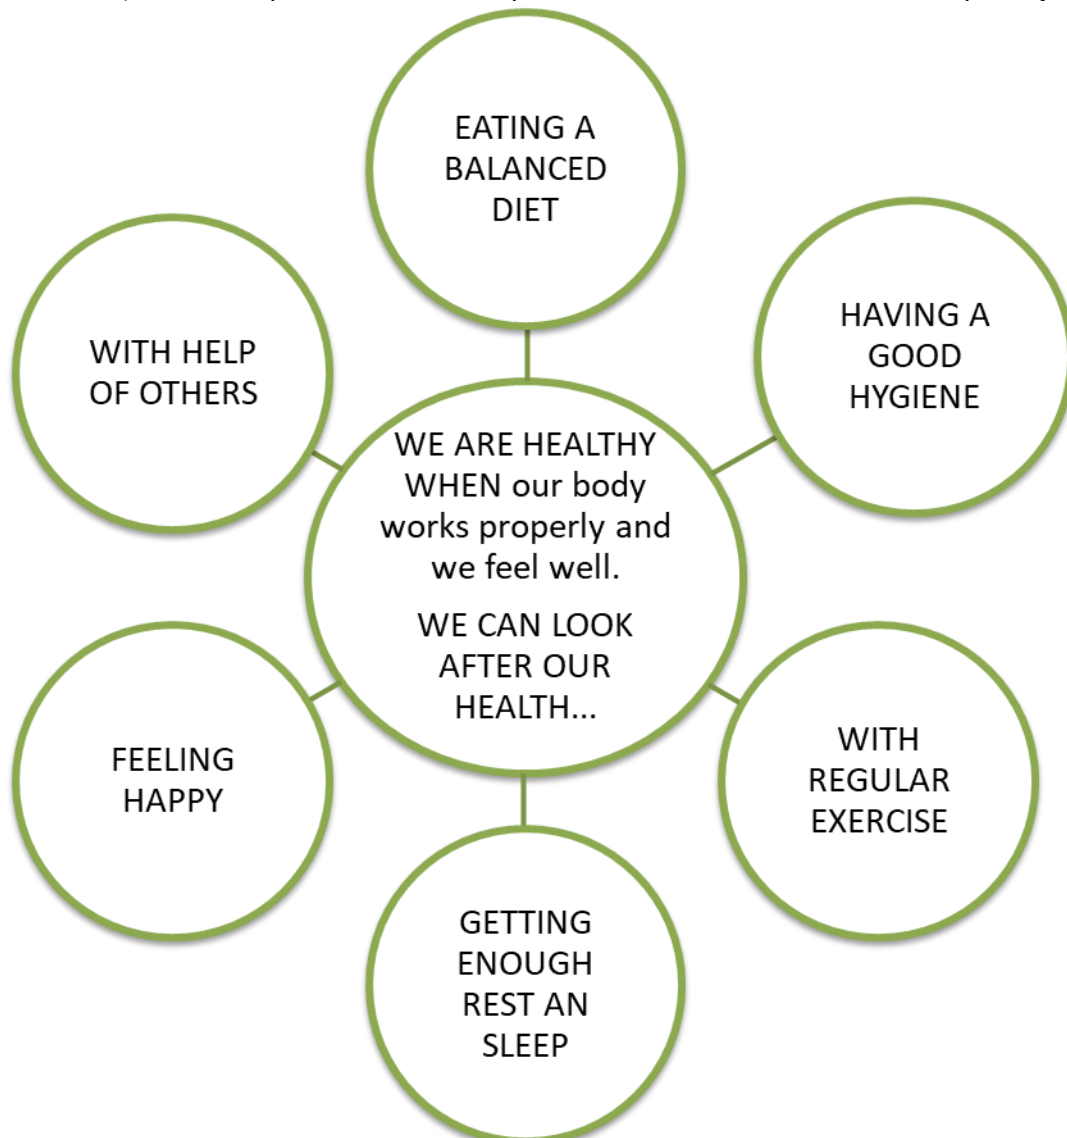 EATING A
BALANCED
DIET
HAVING A
GOOD
HYGIENE
WITH HELP
OF OTHERS
WE ARE HEALTHY
WHEN our body
works properly and
we feel well.
WE CAN LOOK
AFTER OUR
HEALTH...
WITH
REGULAR
EXERCISE
FEELING
HAPPY
GETTING
ENOUGH
REST AN
SLEEP